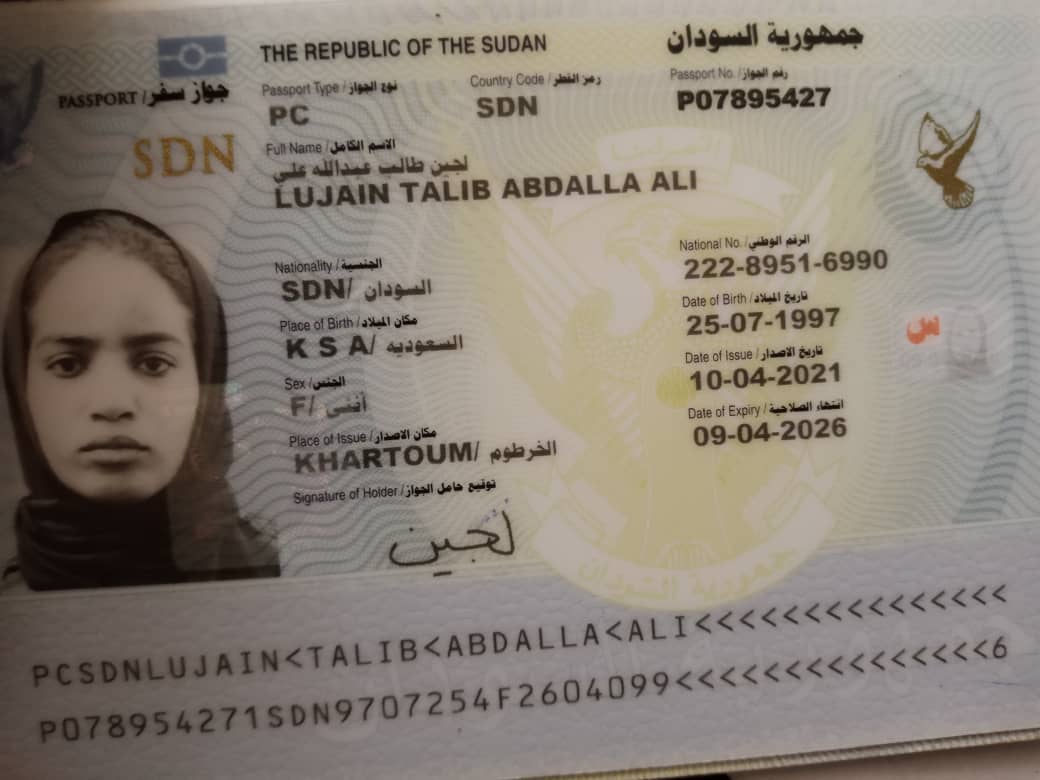 THE REPUBLIC OF THE SUDAN جمهورية السودان
PASSPORT / جواز سفر
SDN
Passport Type / نوع الجواز
PC
Country Code / رمز القطر
SDN
Passport No. / رقم الجواز
P07895427
Full Name / الاسم الكامل
لجين طالب عبدالله علي
LUJAIN TALIB ABDALLA ALI
Nationality / الجنسية
SDN/ السودان
National No. / الرقم الوطني
222-8951-6990
Place of Birth / مكان الميلاد
K S A/ السعوديه
Date of Birth / تاريخ الميلاد
25-07-1997
Sex / الجنس
F/ أنثى
Date of Issue / تاريخ الاصدار
10-04-2021
Place of Issue / مكان الاصدار
KHARTOUM/ الخرطوم
Date of Expiry / انتهاء الصلاحية
09-04-2026
س
Signature of Holder / توقيع حامل الجواز
لجين
جمهورية السودان
PCSDNLUJAIN<TALIB<ABDALLA<ALI<<<<<<<<<<<<<<<
P078954271SDN9707254F2604099<<<<<<<<<<<<<<<6